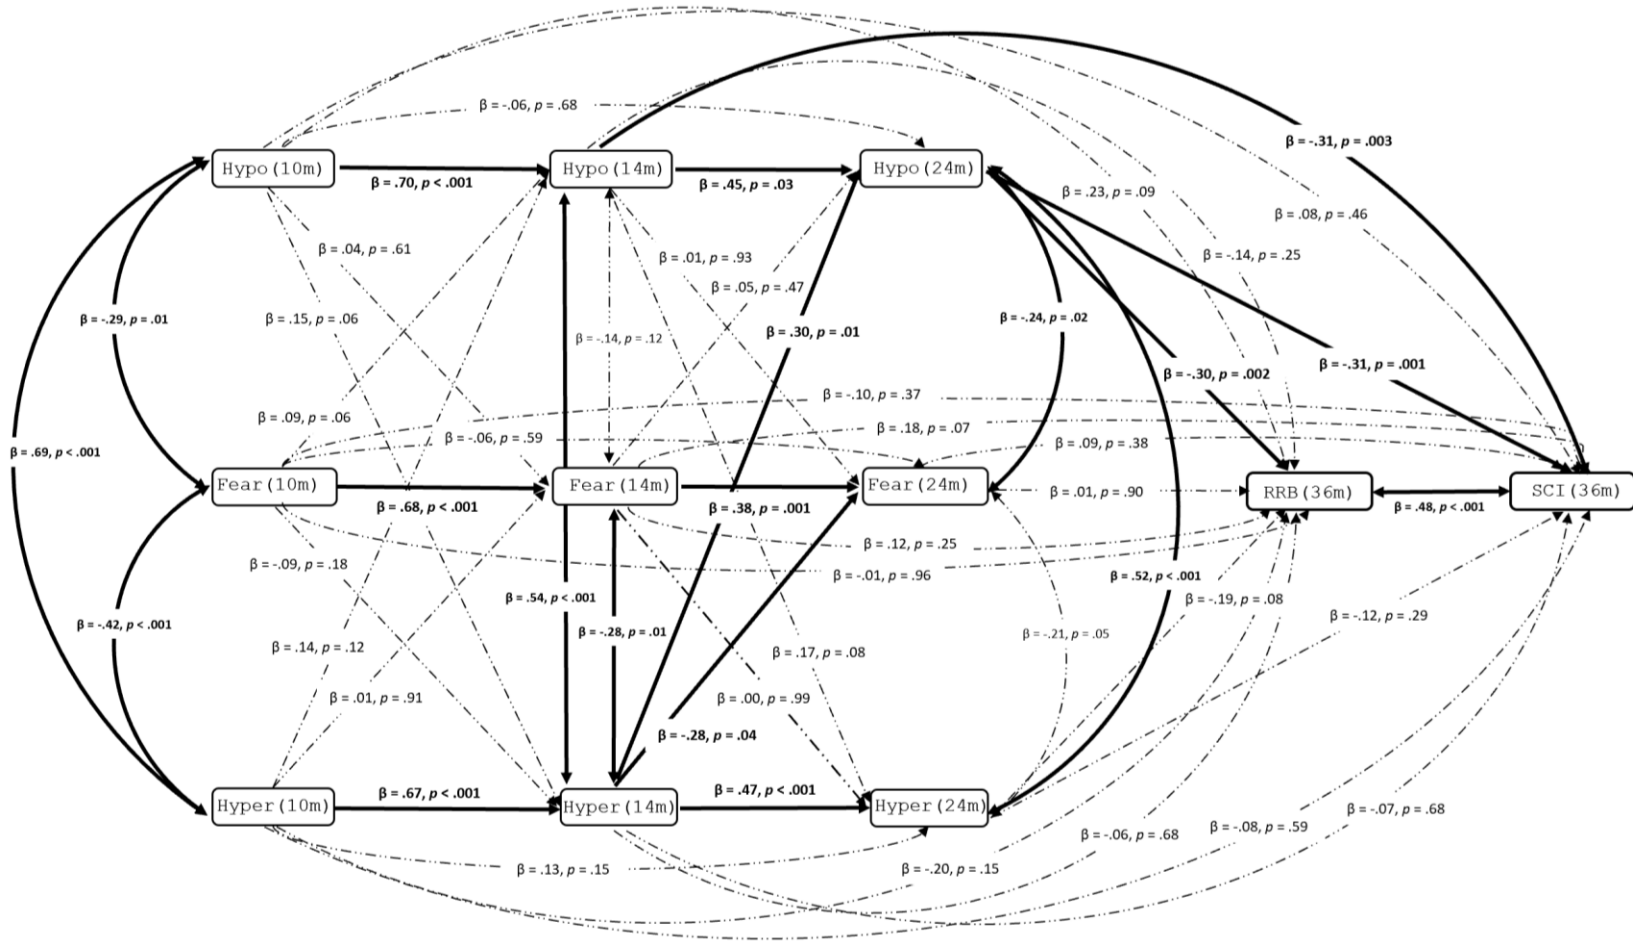 β = -.06, p = .68
β = -.31, p = .003
Hypo(10m)
Hypo(14m)
Hypo(24m)
β = .70, p < .001
β = .45, p = .03
β = .23, p = .09
β = .08, p = .46
β = .04, p = .61
β = .01, p = .93
β = -.14, p = .25
β = .05, p = .47
β = -.29, p = .01
β = .15, p = .06
β = -.14, p = .12
β = .30, p = .01
β = -.24, p = .02
β = -.30, p = .002
β = -.31, p = .001
β = -.10, p = .37
β = .09, p = .06
β = -.06, p = .59
β = .18, p = .07
β = .09, p = .38
β = .69, p < .001
Fear(10m)
Fear(14m)
Fear(24m)
β = .01, p = .90
RRB(36m)
SCI(36m)
β = .68, p < .001
β = .38, p = .001
β = .48, p < .001
β = .12, p = .25
β = -.09, p = .18
β = -.01, p = .96
β = .52, p < .001
β = .54, p < .001
β = -.19, p = .08
β = -.12, p = .29
β = -.42, p < .001
β = -.28, p = .01
β = -.21, p = .05
β = .14, p = .12
β = .17, p = .08
β = .01, p = .91
β = .00, p = .99
β = -.28, p = .04
β = .67, p < .001
β = .47, p < .001
Hyper(10m)
Hyper(14m)
Hyper(24m)
β = -.07, p = .68
β = -.06, p = .68
β = -.08, p = .59
β = .13, p = .15
β = -.20, p = .15